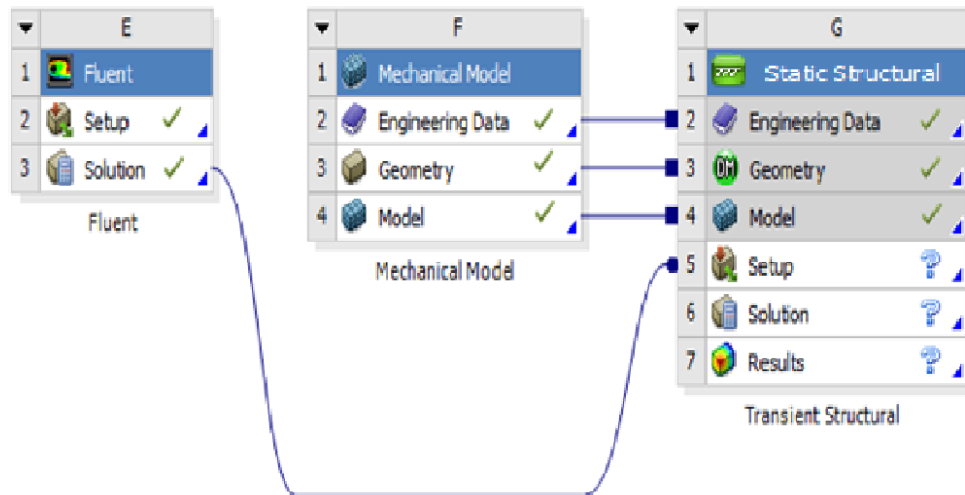 E
1 Fluent
2 Setup
3 Solution
Fluent
F
1 Mechanical Model
2 Engineering Data
3 Geometry
4 Model
Mechanical Model
G
1 Static Structural
2 Engineering Data
3 DM Geometry
4 Model
5 Setup ?
6 Solution ?
7 Results ?
Transient Structural